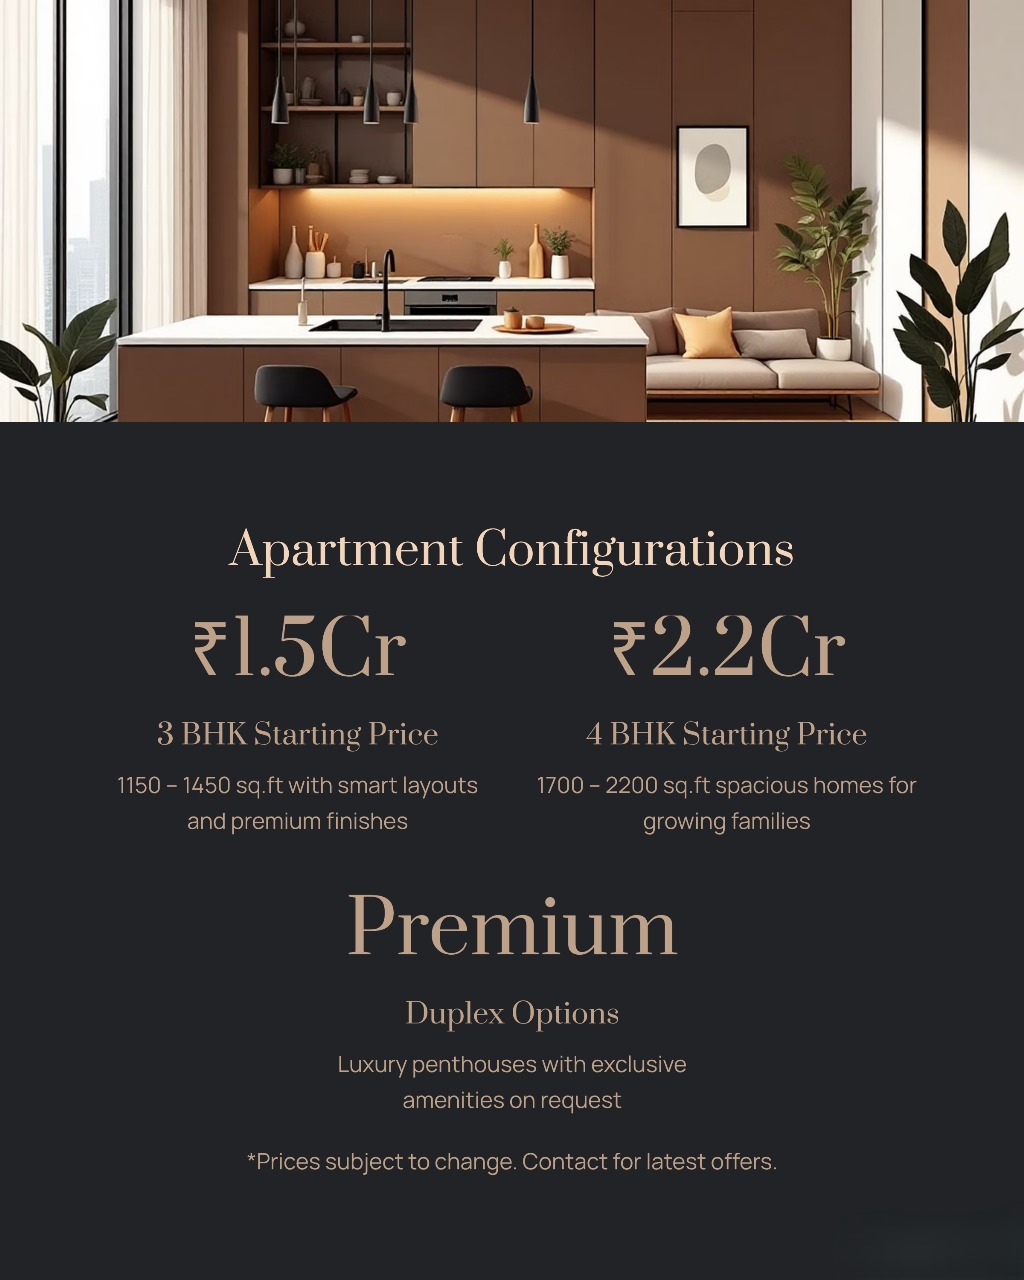 Apartment Configurations
₹1.5Cr
3 BHK Starting Price
1150 – 1450 sq.ft with smart layouts
and premium finishes
₹2.2Cr
4 BHK Starting Price
1700 – 2200 sq.ft spacious homes for
growing families
Premium
Duplex Options
Luxury penthouses with exclusive
amenities on request
*Prices subject to change. Contact for latest offers.